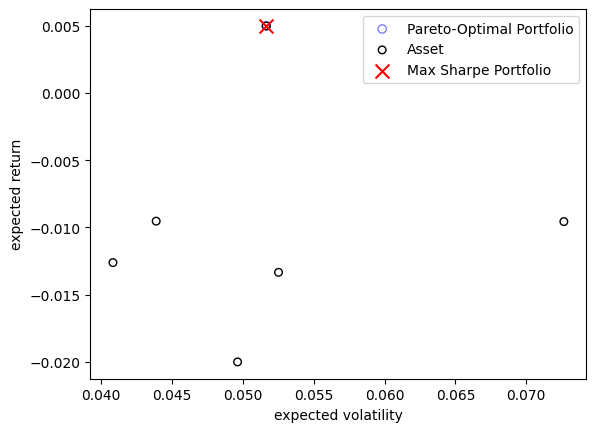 Pareto-Optimal Portfolio
Asset
Max Sharpe Portfolio
expected return
0.005
0.000
−0.005
−0.010
−0.015
−0.020
0.040 0.045 0.050 0.055 0.060 0.065 0.070
expected volatility